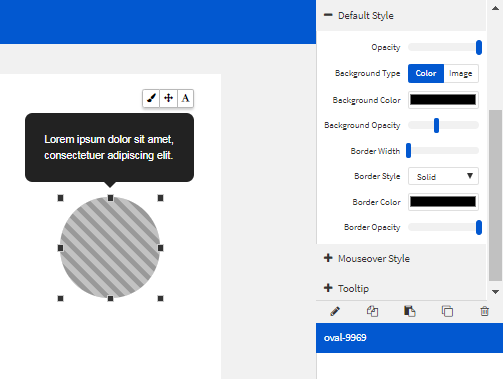 Default Style
Opacity
Background Type
Color
Image
Background Color
Background Opacity
Border Width
Border Style
Solid
Border Color
Border Opacity
Mouseover Style
Tooltip
oval-9969
A
Lorem ipsum dolor sit amet,
consectetuer adipiscing elit.